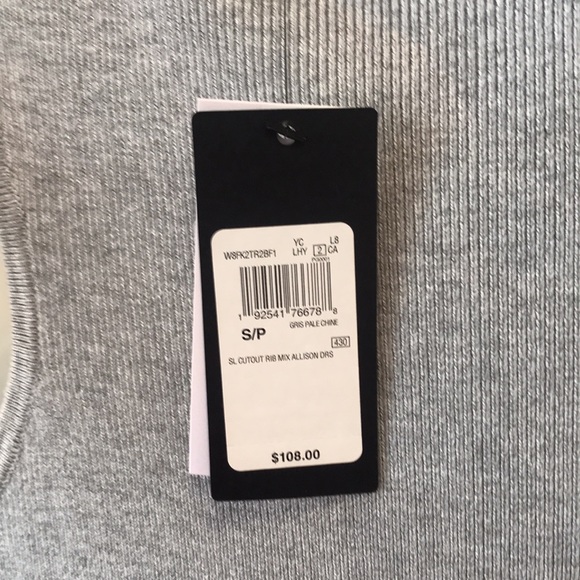 YC L8
W8FK2TR2BF1 LHY 2 CA
PG0001
1 92541 76678 8
S/P GRIS PALE CHINE
430
SL CUTOUT RIB MIX ALLISON DRS
$108.00